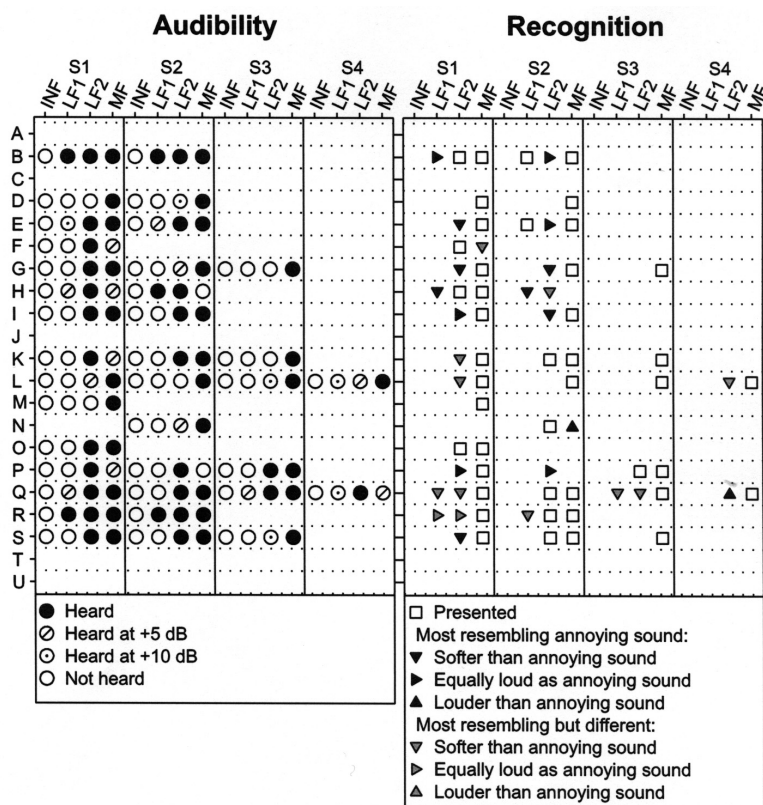 Audibility
Recognition
S1 S2 S3 S4
INF LF1 LF2 MF INF LF1 LF2 MF INF LF1 LF2 MF INF LF1 LF2 MF
S1 S2 S3 S4
INF LF1 LF2 MF INF LF1 LF2 MF INF LF1 LF2 MF INF LF1 LF2 MF
A
B
C
D
E
F
G
H
I
J
K
L
M
N
O
P
Q
R
S
T
U
Heard
Heard at +5 dB
Heard at +10 dB
Not heard
Presented
Most resembling annoying sound:
Softer than annoying sound
Equally loud as annoying sound
Louder than annoying sound
Most resembling but different:
Softer than annoying sound
Equally loud as annoying sound
Louder than annoying sound